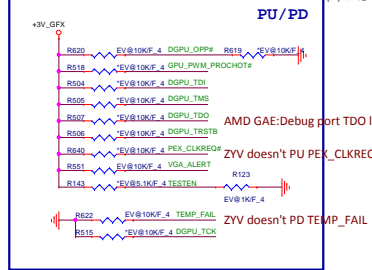 PU/PD
+3V_GFX
R620 EV@10K/F_4 DGPU_OPP# R619 *EV@10K/F_4
R518 *EV@10K/F_4 GPU_PWM_PROCHOT#
R504 *EV@10K/F_4 DGPU_TDI
R505 *EV@10K/F_4 DGPU_TMS
R507 *EV@10K/F_4 DGPU_TDO AMD GAE:Debug port TDO
R506 *EV@10K/F_4 DGPU_TRSTB
R640 *EV@10K/F_4 PEX_CLKREQ# ZYV doesn't PU PEX_CLKREQ
R551 EV@10K/F_4 VGA_ALERT
R143 *EV@5.1K/F_4 TESTEN R123
EV@1K/F_4
R622 EV@10K/F_4 TEMP_FAIL ZYV doesn't PD TEMP_FAIL
R515 *EV@10K/F_4 DGPU_TCK